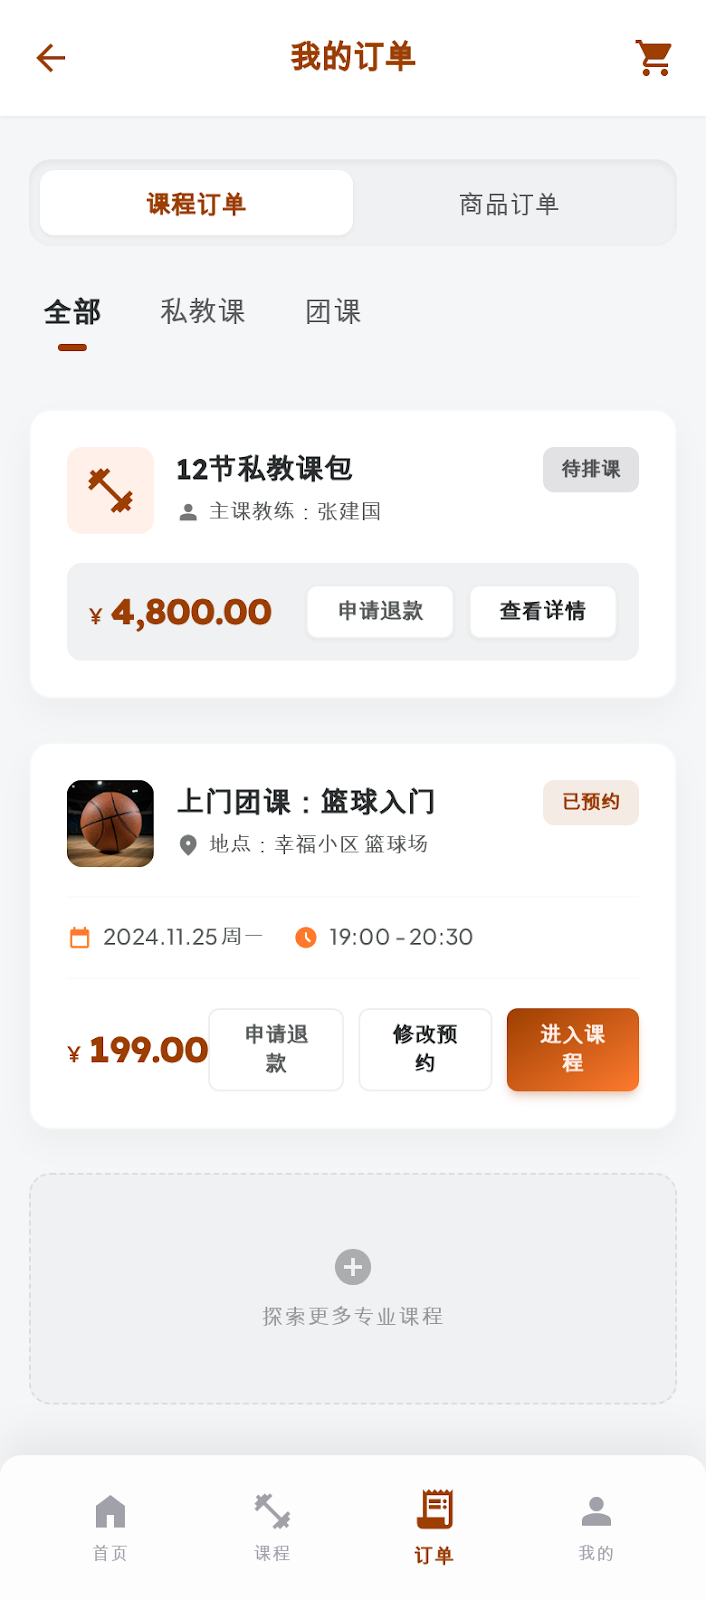 我的订单
课程订单
商品订单
全部
私教课
团课
12节私教课包
待排课
主课教练：张建国
¥ 4,800.00
申请退款
查看详情
上门团课：篮球入门
已预约
地点：幸福小区 篮球场
2024.11.25 周一
19:00 - 20:30
¥ 199.00
申请退
款
修改预
约
进入课
程
探索更多专业课程
首页
课程
订单
我的